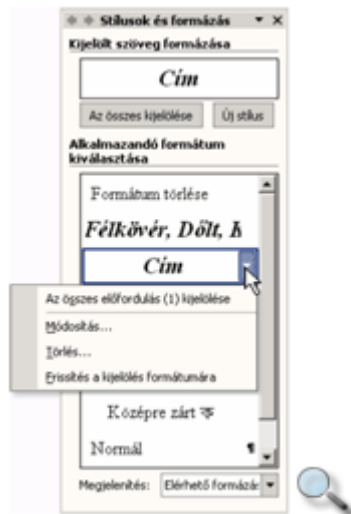 Stílusok és formázás
Kijelölt szöveg formázása
Cím
Az összes kijelölése
Új stílus
Alkalmazandó formátum
kiválasztása
Formátum törlése
Félkövér, Dőlt, K
Cím
Az összes előfordulás (1) kijelölése
Módosítás...
Törlés...
Frissítés a kijelölés formátumára
Középre zárt
Normál ¶
Megjelenítés: Elérhető formázás